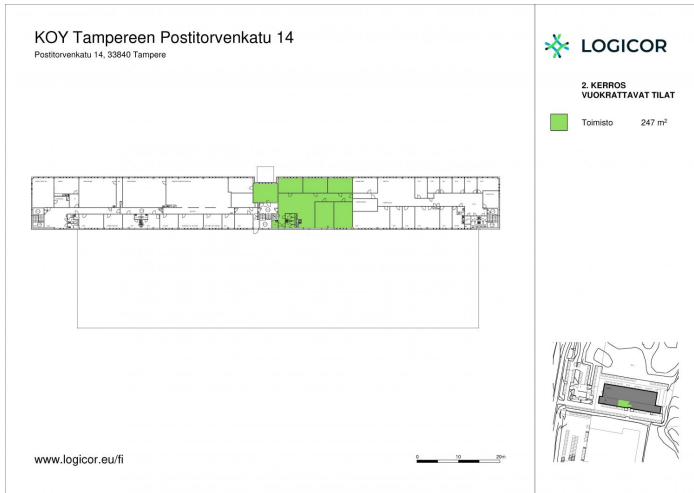 KOY Tampereen Postitorvenkatu 14
Postitorvenkatu 14, 33840 Tampere
LOGICOR
2. KERROS
VUOKRATTAVAT TILAT
Toimisto 247 m²
www.logicor.eu/fi
0 10 20m